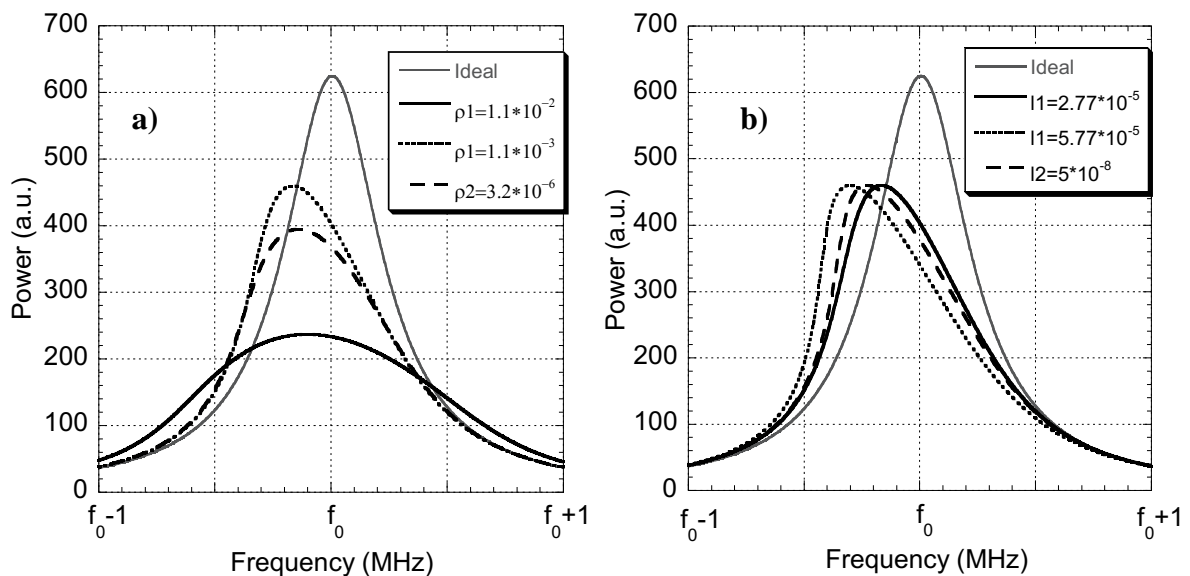 700
600
500
400
300
200
100
0
Power (a.u.)
a)
Ideal
ρ1=1.1*10⁻²
ρ1=1.1*10⁻³
ρ2=3.2*10⁻⁶
f₀-1
f₀
f₀+1
Frequency (MHz)
700
600
500
400
300
200
100
0
Power (a.u.)
b)
Ideal
l1=2.77*10⁻⁵
l1=5.77*10⁻⁵
l2=5*10⁻⁸
f₀-1
f₀
f₀+1
Frequency (MHz)